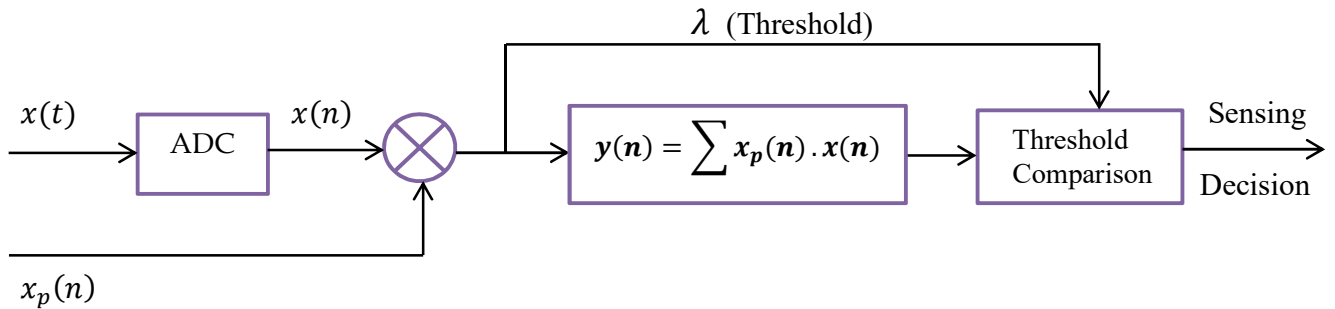 λ (Threshold)
x(t)
ADC
x(n)
y(n) = ∑ x_p(n) . x(n)
Threshold
Comparison
Sensing
Decision
x_p(n)